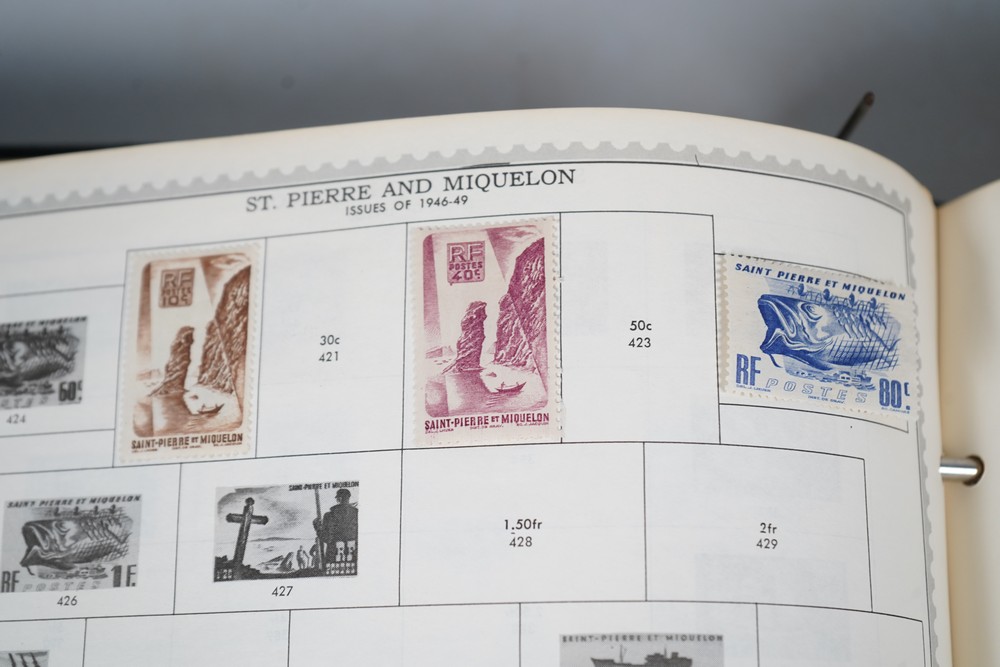 ST. PIERRE AND MIQUELON
ISSUES OF 1946-49
RF
10c
SAINT-PIERRE ET MIQUELON
30c
421
RF
POSTES
40c
SAINT-PIERRE ET MIQUELON
50c
423
SAINT PIERRE ET MIQUELON
RF POSTES 80c
60c
424
SAINT PIERRE ET MIQUELON
RF POSTES 1F
426
SAINT-PIERRE ET MIQUELON
RF
427
1.50fr
428
2fr
429
SAINT-PIERRE ET MIQUELON